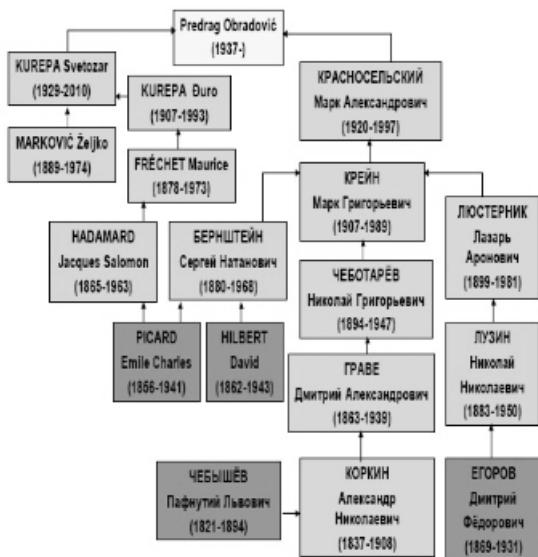 Predrag Obradović
(1937-)
KUREPA Svetozar
(1929-2010)
KUREPA Đuro
(1907-1993)
КРАСНОСЕЛЬСКИЙ
Марк Александрович
(1920-1997)
MARKOVIĆ Željko
(1889-1974)
FRÉCHET Maurice
(1878-1973)
КРЕЙН
Марк Григорьевич
(1907-1989)
HADAMARD
Jacques Salomon
(1865-1963)
БЕРНШТЕЙН
Сергей Натанович
(1880-1968)
ЛЮСТЕРНИК
Лазарь
Аронович
(1899-1981)
ЧЕБОТАРЁВ
Николай Григорьевич
(1894-1947)
PICARD
Emile Charles
(1856-1941)
HILBERT
David
(1862-1943)
ЛУЗИН
Николай
Николаевич
(1883-1950)
ГРАВЕ
Дмитрий Александрович
(1863-1939)
ЧЕБЫШЁВ
Пафнутий Львович
(1821-1894)
КОРКИН
Александр
Николаевич
(1837-1908)
ЕГОРОВ
Дмитрий
Фёдорович
(1869-1931)